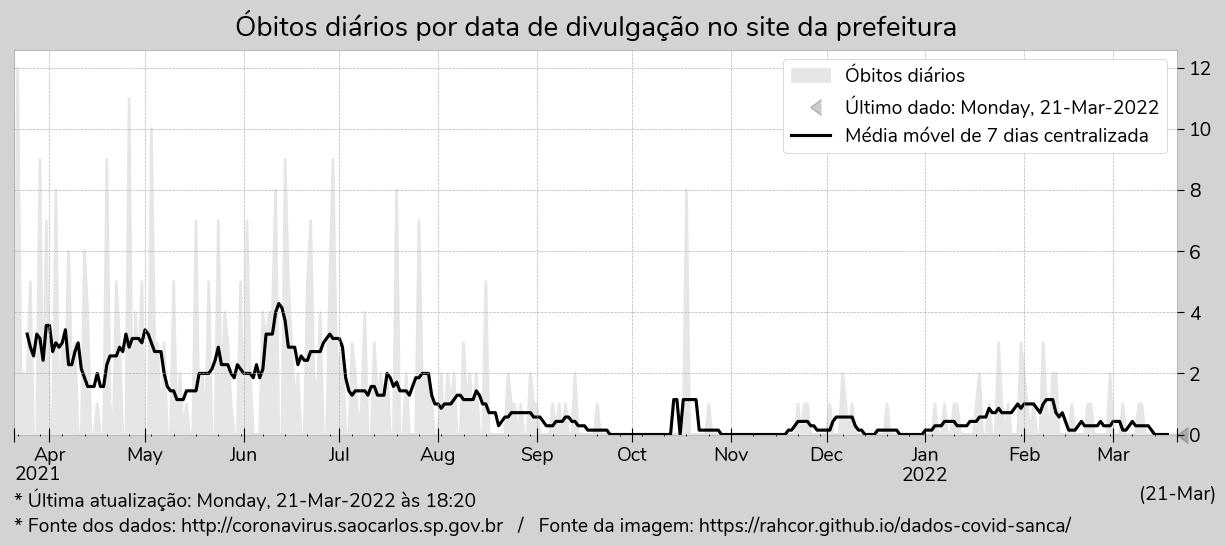 Óbitos diários por data de divulgação no site da prefeitura
Óbitos diários
Último dado: Monday, 21-Mar-2022
Média móvel de 7 dias centralizada
12
10
8
6
4
2
0
Apr May Jun Jul Aug Sep Oct Nov Dec Jan Feb Mar
2021 2022
(21-Mar)
* Última atualização: Monday, 21-Mar-2022 às 18:20
* Fonte dos dados: http://coronavirus.saocarlos.sp.gov.br / Fonte da imagem: https://rahcor.github.io/dados-covid-sanca/